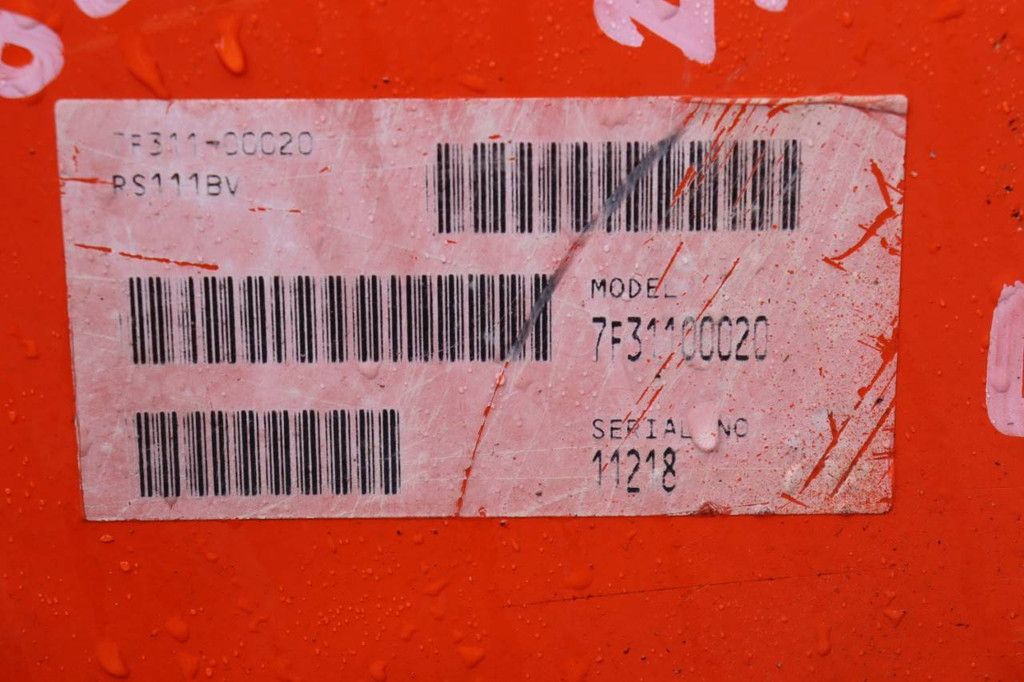 7F311-00020
RS111BV
MODEL
7F31100020
SERIAL NO
11218